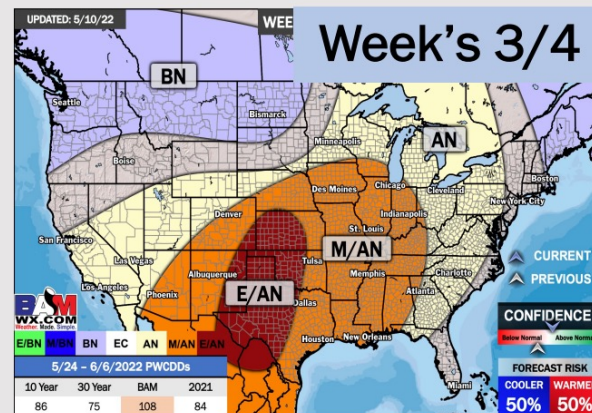 UPDATED: 5/10/22
WEE
Week's 3/4
BN
Seattle
Bismarck
Minneapolis
AN
Boise
Boston
Des Moines
Chicago
Cleveland
New York City
Denver
Indianapolis
San Francisco
St. Louis
M/AN
CURRENT
Las Vegas
Tulsa
PREVIOUS
Albuquerque
Memphis
Charlotte
Los Angeles
E/AN
Phoenix
Dallas
Atlanta
BAM
WX.COM
Weather. Made. Simple.
CONFIDENCE
Below Normal Above Norma
Houston New Orleans
E/BN M/BN BN EC AN M/AN E/AN
FORECAST RISK
5/24 – 6/6/2022 PWCDDs
Miami
COOLER WARME
10 Year 30 Year BAM 2021
50% 50%
86 75 108 84